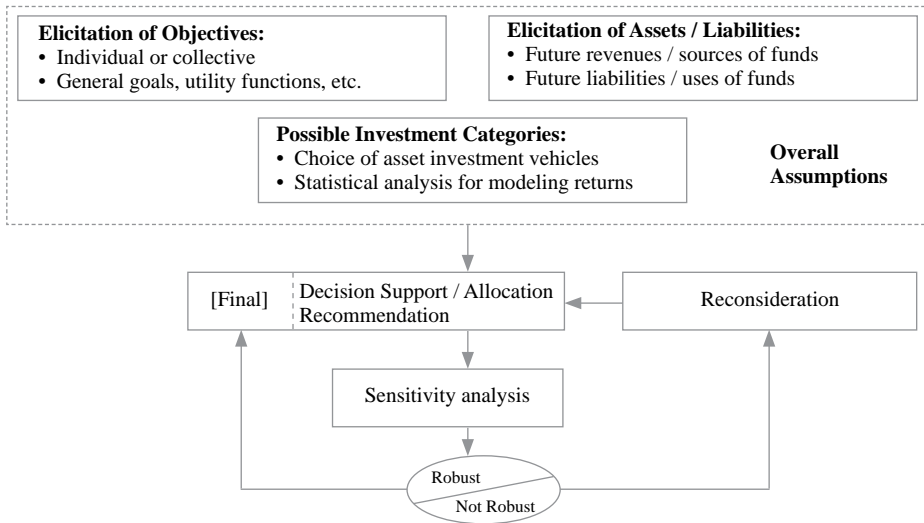 Elicitation of Objectives:
• Individual or collective
• General goals, utility functions, etc.
Elicitation of Assets / Liabilities:
• Future revenues / sources of funds
• Future liabilities / uses of funds
Possible Investment Categories:
• Choice of asset investment vehicles
• Statistical analysis for modeling returns
Overall
Assumptions
[Final]
Decision Support / Allocation
Recommendation
Reconsideration
Sensitivity analysis
Robust
Not Robust